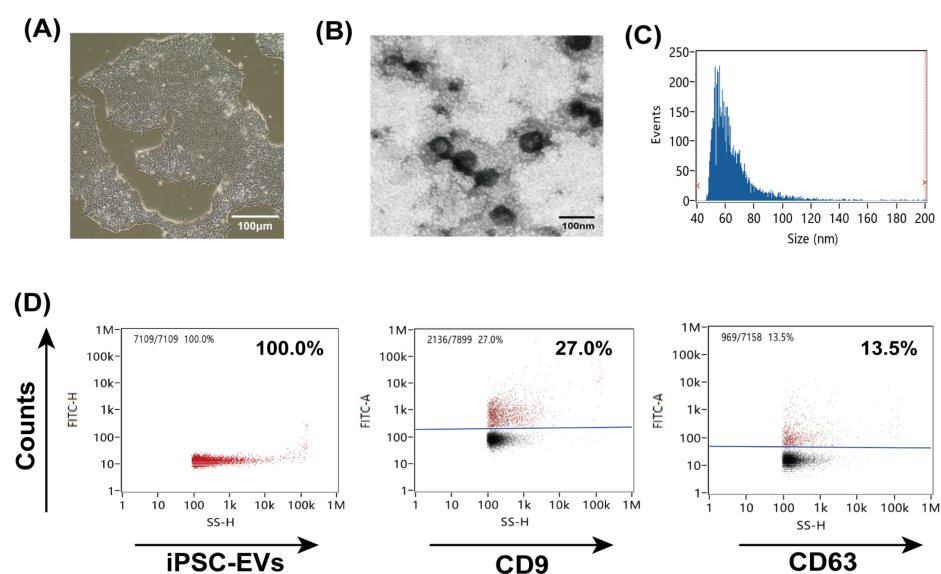 (A)
100μm
(B)
100nm
(C)
Events
250
200
150
100
50
0
40 60 80 100 120 140 160 180 200
Size (nm)
(D)
Counts
7109/7109 100.0%
100.0%
FITC-H
1M
100k
10k
1k
100
10
1
1 10 100 1k 10k 100k 1M
SS-H
iPSC-EVs
2136/7899 27.0%
27.0%
FITC-A
1M
100k
10k
1k
100
10
1
1 10 100 1k 10k 100k 1M
SS-H
CD9
969/7158 13.5%
13.5%
FITC-A
1M
100k
10k
1k
100
10
1
1 10 100 1k 10k 100k 1M
SS-H
CD63